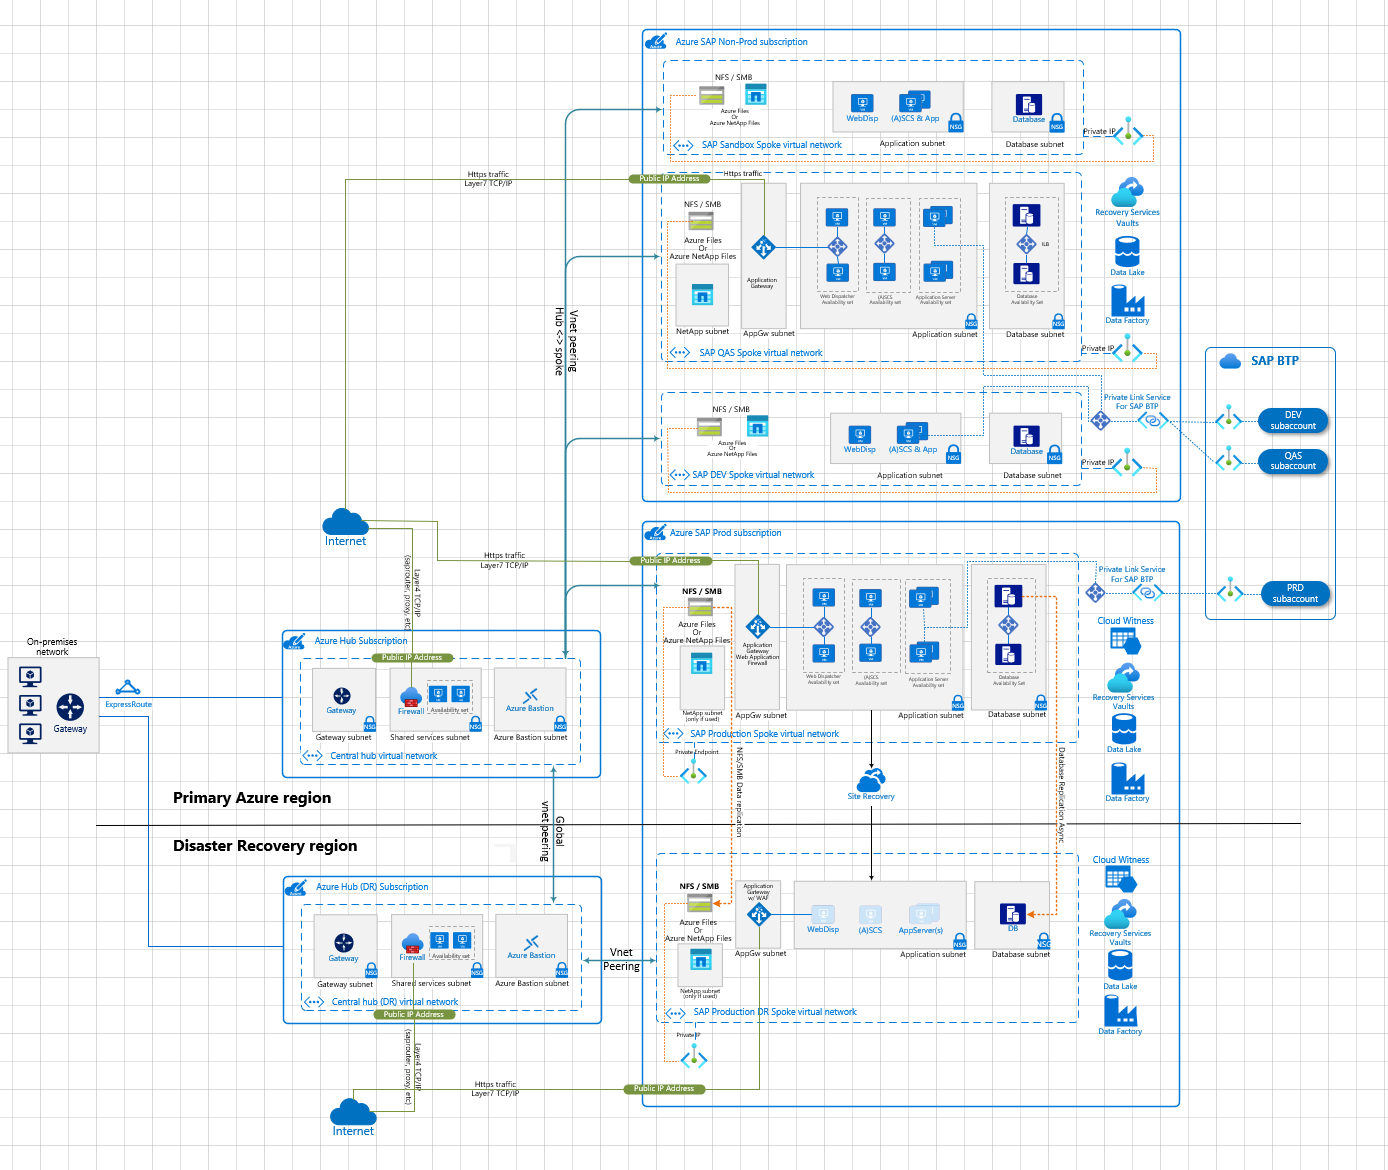 Azure SAP Non-Prod subscription
NFS / SMB
Azure Files
Or
Azure NetApp Files
WebDisp
(A)SCS & App
NSG
Application subnet
Database
NSG
Database subnet
Private IP
SAP Sandbox Spoke virtual network
Https traffic
Layer7 TCP/IP
Public IP Address
Https traffic
NFS / SMB
Azure Files
Or
Azure NetApp Files
NetApp subnet
Application
Gateway
AppGw subnet
Web Dispatcher
Availability set
(A)SCS
Availability set
Application Server
Availability set
NSG
Application subnet
ILB
Database
Availability Set
NSG
Database subnet
Private IP
SAP QAS Spoke virtual network
Recovery Services
Vaults
Data Lake
Data Factory
Vnet peering
Hub <-> spoke
NFS / SMB
Azure Files
Or
Azure NetApp Files
WebDisp
(A)SCS & App
NSG
Application subnet
Database
NSG
Database subnet
Private IP
SAP DEV Spoke virtual network
Private Link Service
For SAP BTP
SAP BTP
DEV
subaccount
QAS
subaccount
PRD
subaccount
Internet
Https traffic
Layer7 TCP/IP
Public IP Address
Layer4 TCP/IP
(saprouter, proxy, etc)
Azure SAP Prod subscription
NFS / SMB
Azure Files
Or
Azure NetApp Files
NetApp subnet
(only if used)
Application
Gateway
Web Application
Firewall
AppGw subnet
Web Dispatcher
Availability set
(A)SCS
Availability set
Application Server
Availability set
NSG
Application subnet
Database
Availability Set
NSG
Database subnet
SAP Production Spoke virtual network
Private Endpoint
Private Link Service
For SAP BTP
Cloud Witness
Recovery Services
Vaults
Data Lake
Data Factory
On-premises
network
Gateway
ExpressRoute
Azure Hub Subscription
Public IP Address
Gateway
NSG
Gateway subnet
Firewall
Availability set
NSG
Shared services subnet
Azure Bastion
NSG
Azure Bastion subnet
Central hub virtual network
NFS/SMB Data replication
Site Recovery
Database Replication Async
Primary Azure region
Global
vnet peering
Disaster Recovery region
Azure Hub (DR) Subscription
Gateway
NSG
Gateway subnet
Firewall
Availability set
NSG
Shared services subnet
Azure Bastion
NSG
Azure Bastion subnet
Central hub (DR) virtual network
Public IP Address
Vnet
Peering
NFS / SMB
Azure Files
Or
Azure NetApp Files
NetApp subnet
(only if used)
Application
Gateway
w/ WAF
AppGw subnet
WebDisp
(A)SCS
AppServer(s)
NSG
Application subnet
DB
NSG
Database subnet
SAP Production DR Spoke virtual network
Private IP
Cloud Witness
Recovery Services
Vaults
Data Lake
Data Factory
Layer4 TCP/IP
(saprouter, proxy, etc)
Https traffic
Layer7 TCP/IP
Public IP Address
Internet